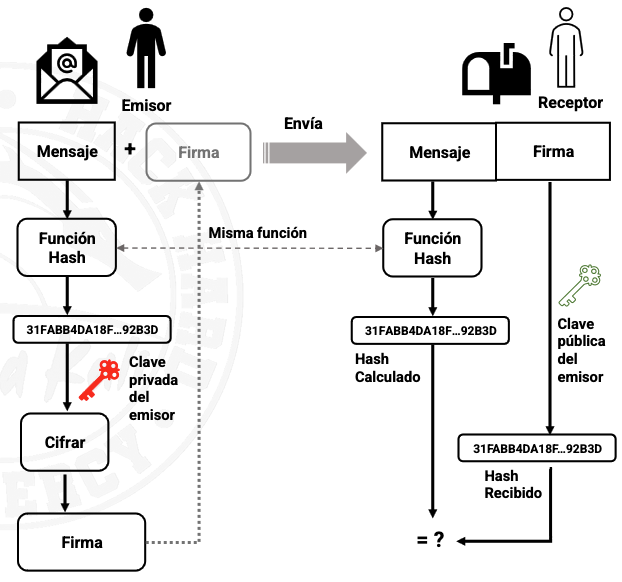 Emisor
Receptor
Envía
Mensaje
+
Firma
Mensaje
Firma
Función
Hash
Misma función
Función
Hash
31FABB4DA18F...92B3D
31FABB4DA18F...92B3D
Clave
privada
del
emisor
Hash
Calculado
Clave
pública
del
emisor
Cifrar
31FABB4DA18F...92B3D
Hash
Recibido
Firma
= ?